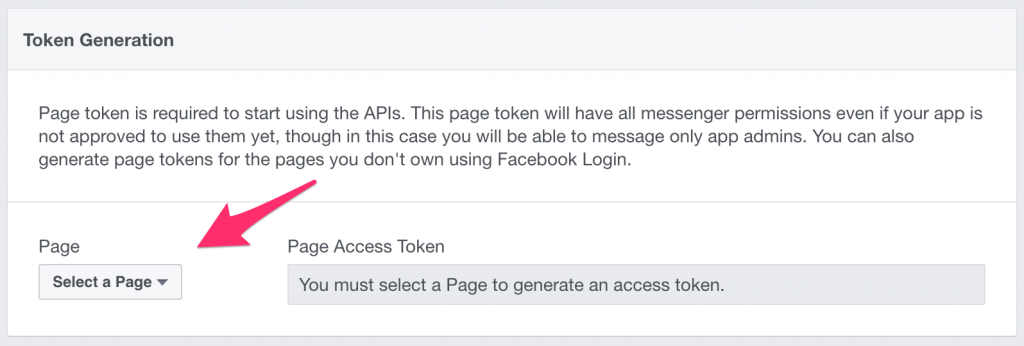 Token Generation
Page token is required to start using the APIs. This page token will have all messenger permissions even if your app is
not approved to use them yet, though in this case you will be able to message only app admins. You can also
generate page tokens for the pages you don't own using Facebook Login.
Page
Page Access Token
Select a Page
You must select a Page to generate an access token.